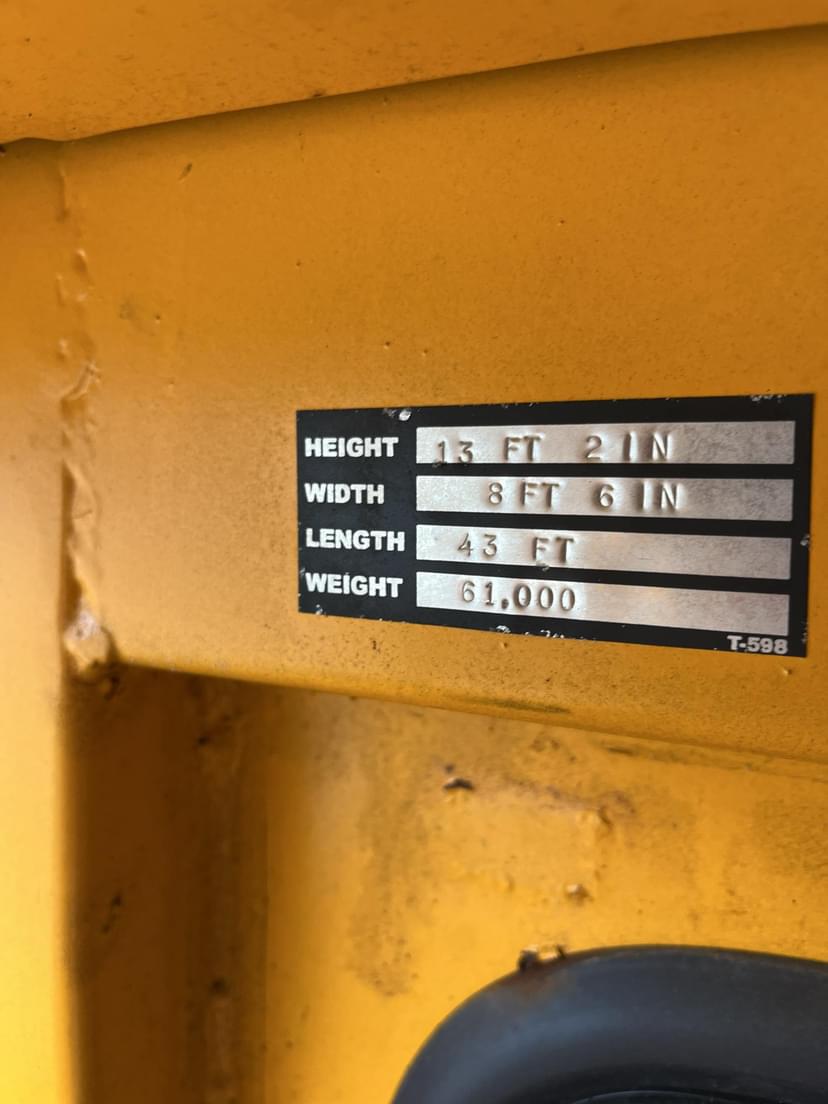 HEIGHT 13 FT 2 IN
WIDTH 8 FT 6 IN
LENGTH 43 FT
WEIGHT 61,000
T-598